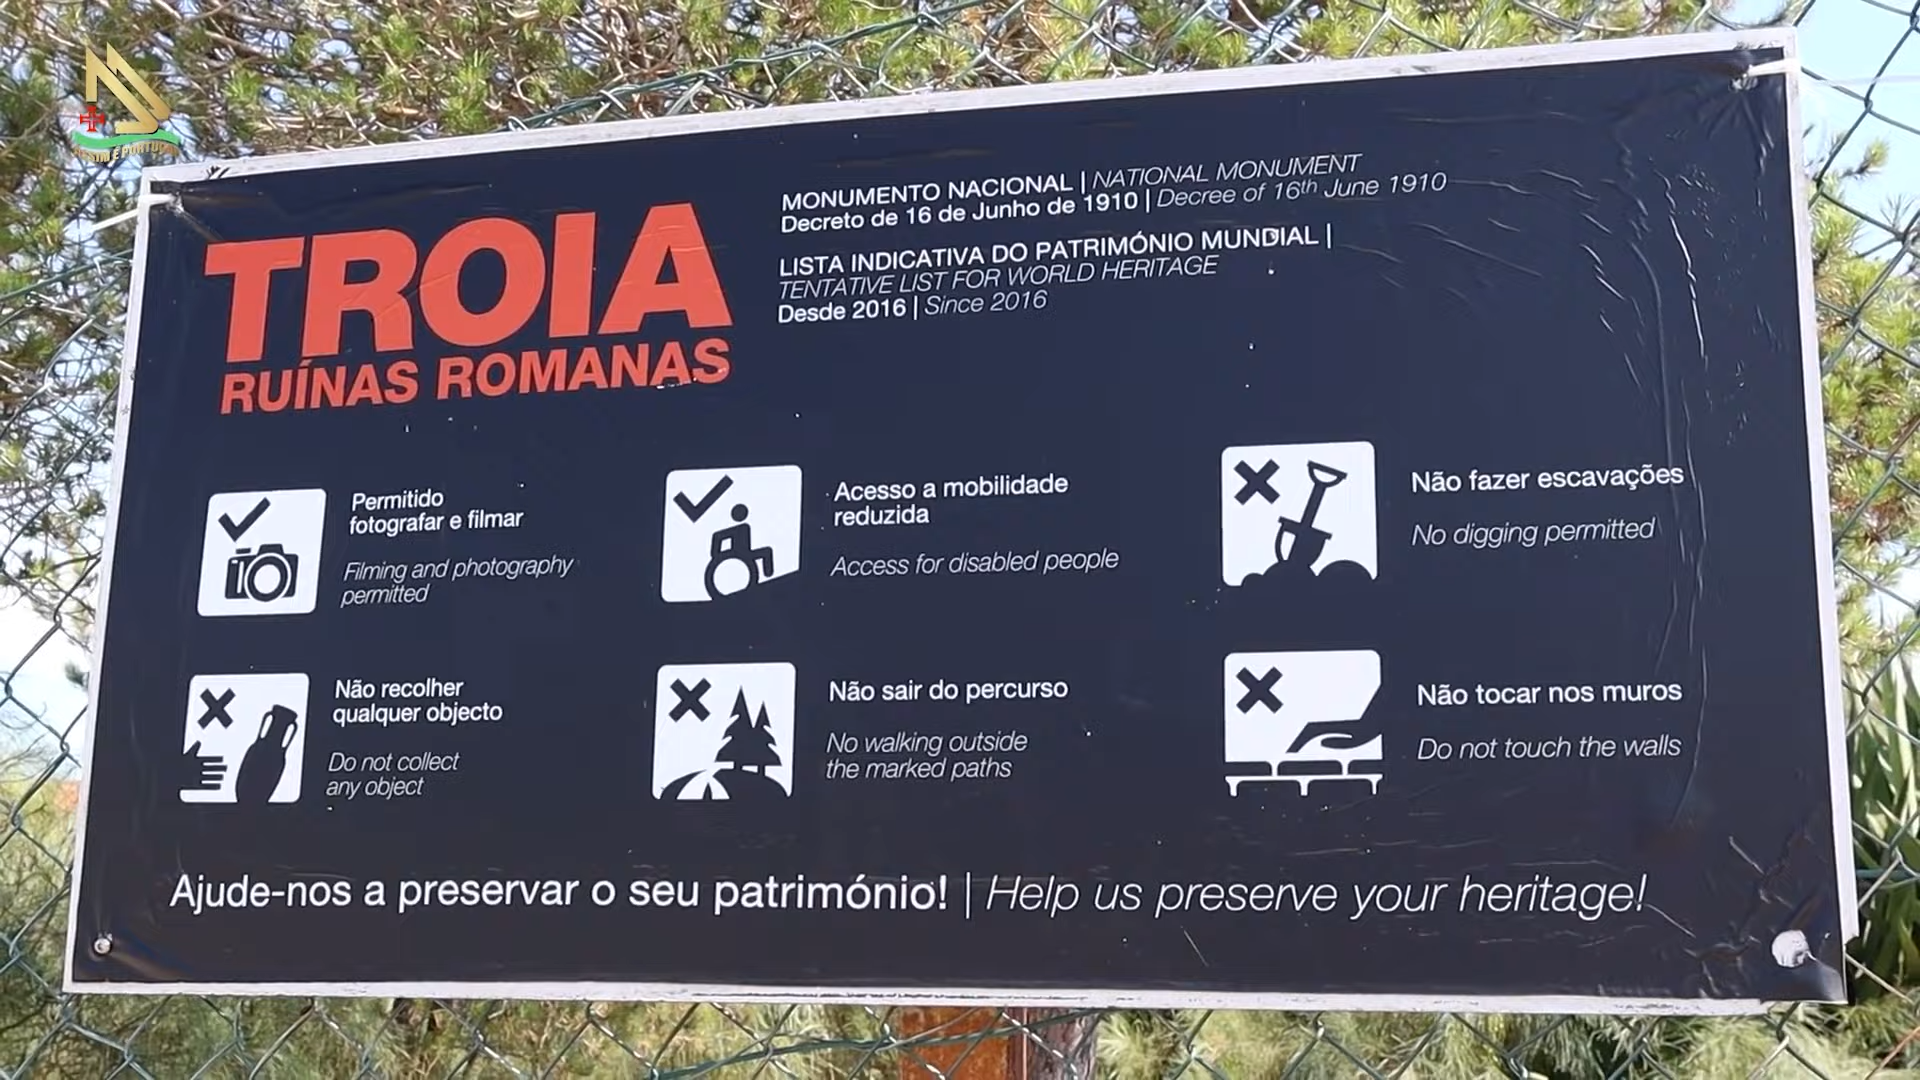 ASSIM É PORTUGAL
TROIA
RUÍNAS ROMANAS
MONUMENTO NACIONAL | NATIONAL MONUMENT
Decreto de 16 de Junho de 1910 | Decree of 16th June 1910
LISTA INDICATIVA DO PATRIMÓNIO MUNDIAL |
TENTATIVE LIST FOR WORLD HERITAGE
Desde 2016 | Since 2016
Permitido
fotografar e filmar
Filming and photography
permitted
Acesso a mobilidade
reduzida
Access for disabled people
Não fazer escavações
No digging permitted
Não recolher
qualquer objecto
Do not collect
any object
Não sair do percurso
No walking outside
the marked paths
Não tocar nos muros
Do not touch the walls
Ajude-nos a preservar o seu património! | Help us preserve your heritage!